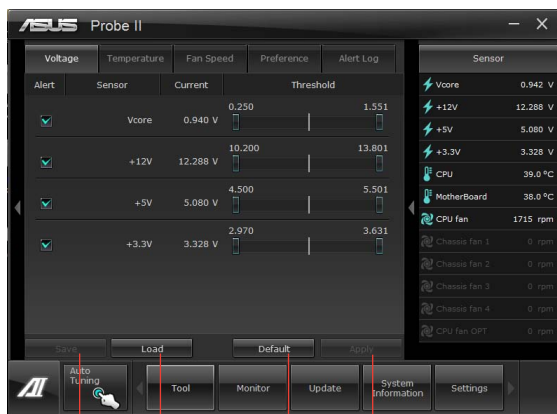 ASUS Probe II
Voltage Temperature Fan Speed Preference Alert Log
Alert Sensor Current Threshold
Vcore 0.940 V 0.250 1.551
+12V 12.288 V 10.200 13.801
+5V 5.080 V 4.500 5.501
+3.3V 3.328 V 2.970 3.631
Save Load Default Apply
Sensor
Vcore 0.942 V
+12V 12.288 V
+5V 5.080 V
+3.3V 3.328 V
CPU 39.0 ºC
MotherBoard 38.0 ºC
CPU fan 1715 rpm
Chassis fan 1 0 rpm
Chassis fan 2 0 rpm
Chassis fan 3 0 rpm
Chassis fan 4 0 rpm
CPU fan OPT 0 rpm
AI
Auto
Tuning
Tool Monitor Update
System
Information
Settings